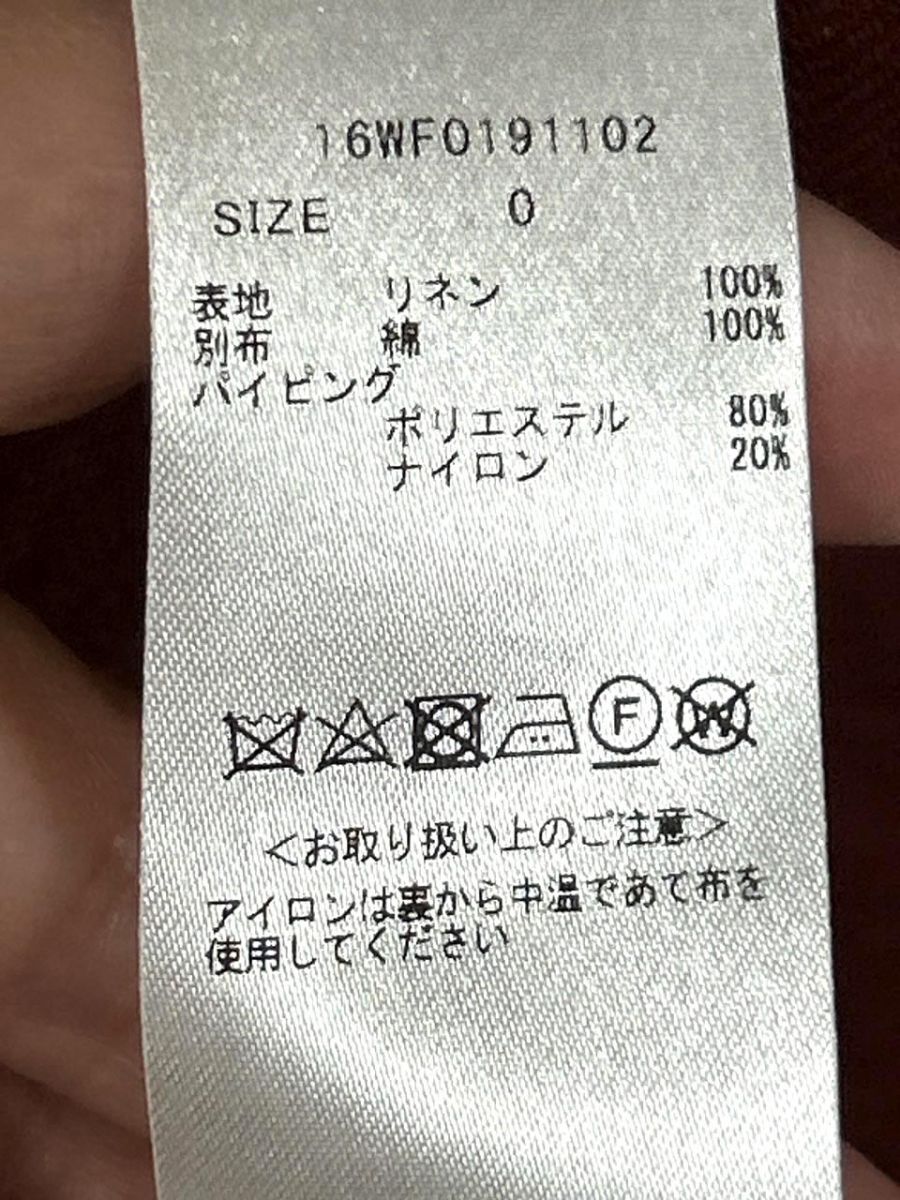 16WF0191102
SIZE 0
表地 リネン 100%
別布 綿 100%
パイピング
ポリエステル 80%
ナイロン 20%
F W
<お取り扱い上のご注意>
アイロンは裏から中温であて布を
使用してください